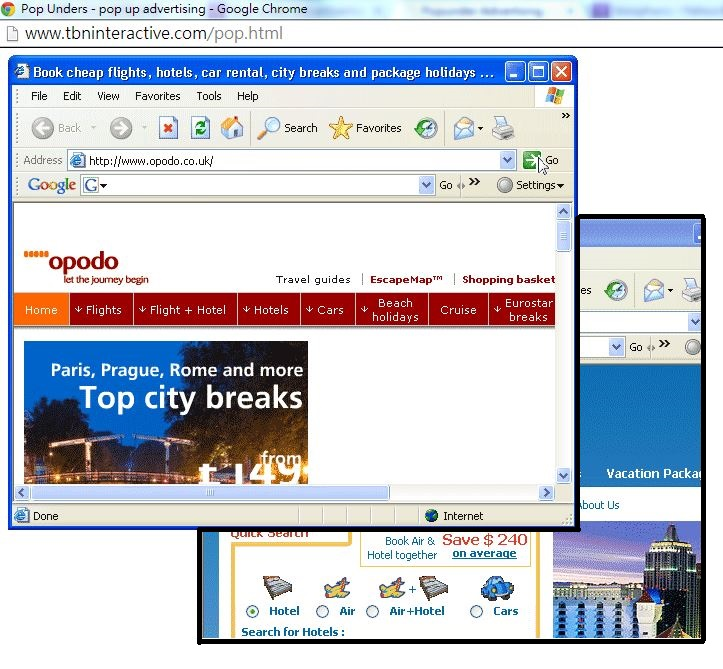 Pop Unders - pop up advertising - Google Chrome
www.tbninteractive.com/pop.html
Book cheap flights, hotels, car rental, city breaks and package holidays ...
File Edit View Favorites Tools Help
Back Search Favorites
Address http://www.opodo.co.uk/ Go
Google G Go Settings
opodo
let the journey begin
Travel guides EscapeMap™ Shopping basket
Home Flights Flight + Hotel Hotels Cars Beach holidays Cruise Eurostar breaks
Paris, Prague, Rome and more
Top city breaks
from
Done Internet
es
Go
Vacation Packa
About Us
Quick Search
Book Air &
Hotel together
Save $ 240
on average
Hotel Air Air+Hotel Cars
Search for Hotels :